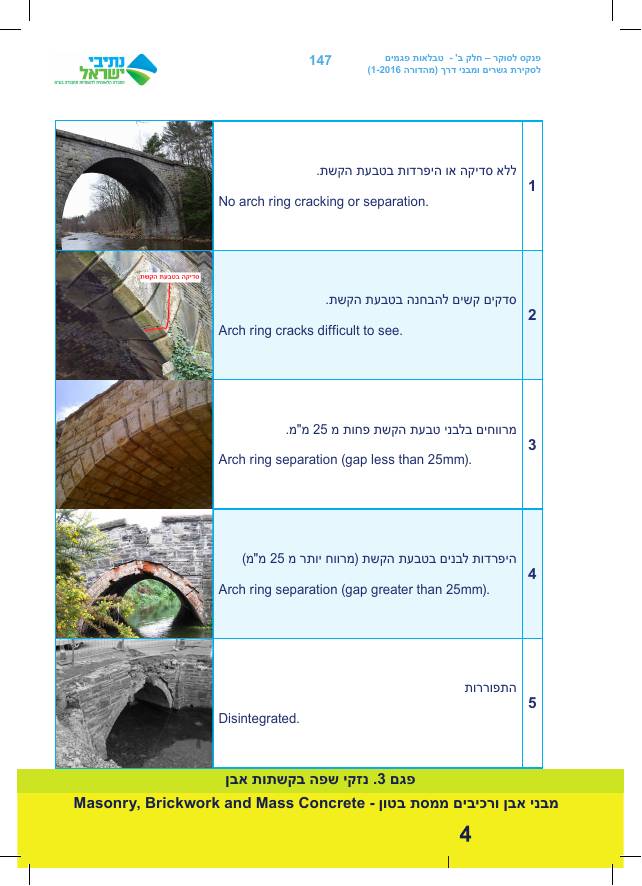 פנקס לסוקר – חלק ב' - טבלאות פגמים
לסקירת גשרים ומבני דרך (מהדורה 1-2016)
147
נתיבי
ישראל
ללא סדיקה או היפרדות בטבעת הקשת.
No arch ring cracking or separation.
1
סדיקה בטבעת הקשת
סדקים קשים להבחנה בטבעת הקשת.
Arch ring cracks difficult to see.
2
מרווחים בלבני טבעת הקשת פחות מ 25 מ"מ.
Arch ring separation (gap less than 25mm).
3
היפרדות לבנים בטבעת הקשת (מרווח יותר מ 25 מ"מ)
Arch ring separation (gap greater than 25mm).
4
התפוררות
Disintegrated.
5
פגם 3. נזקי שפה בקשתות אבן
מבני אבן ורכיבים ממסת בטון - Masonry, Brickwork and Mass Concrete
4